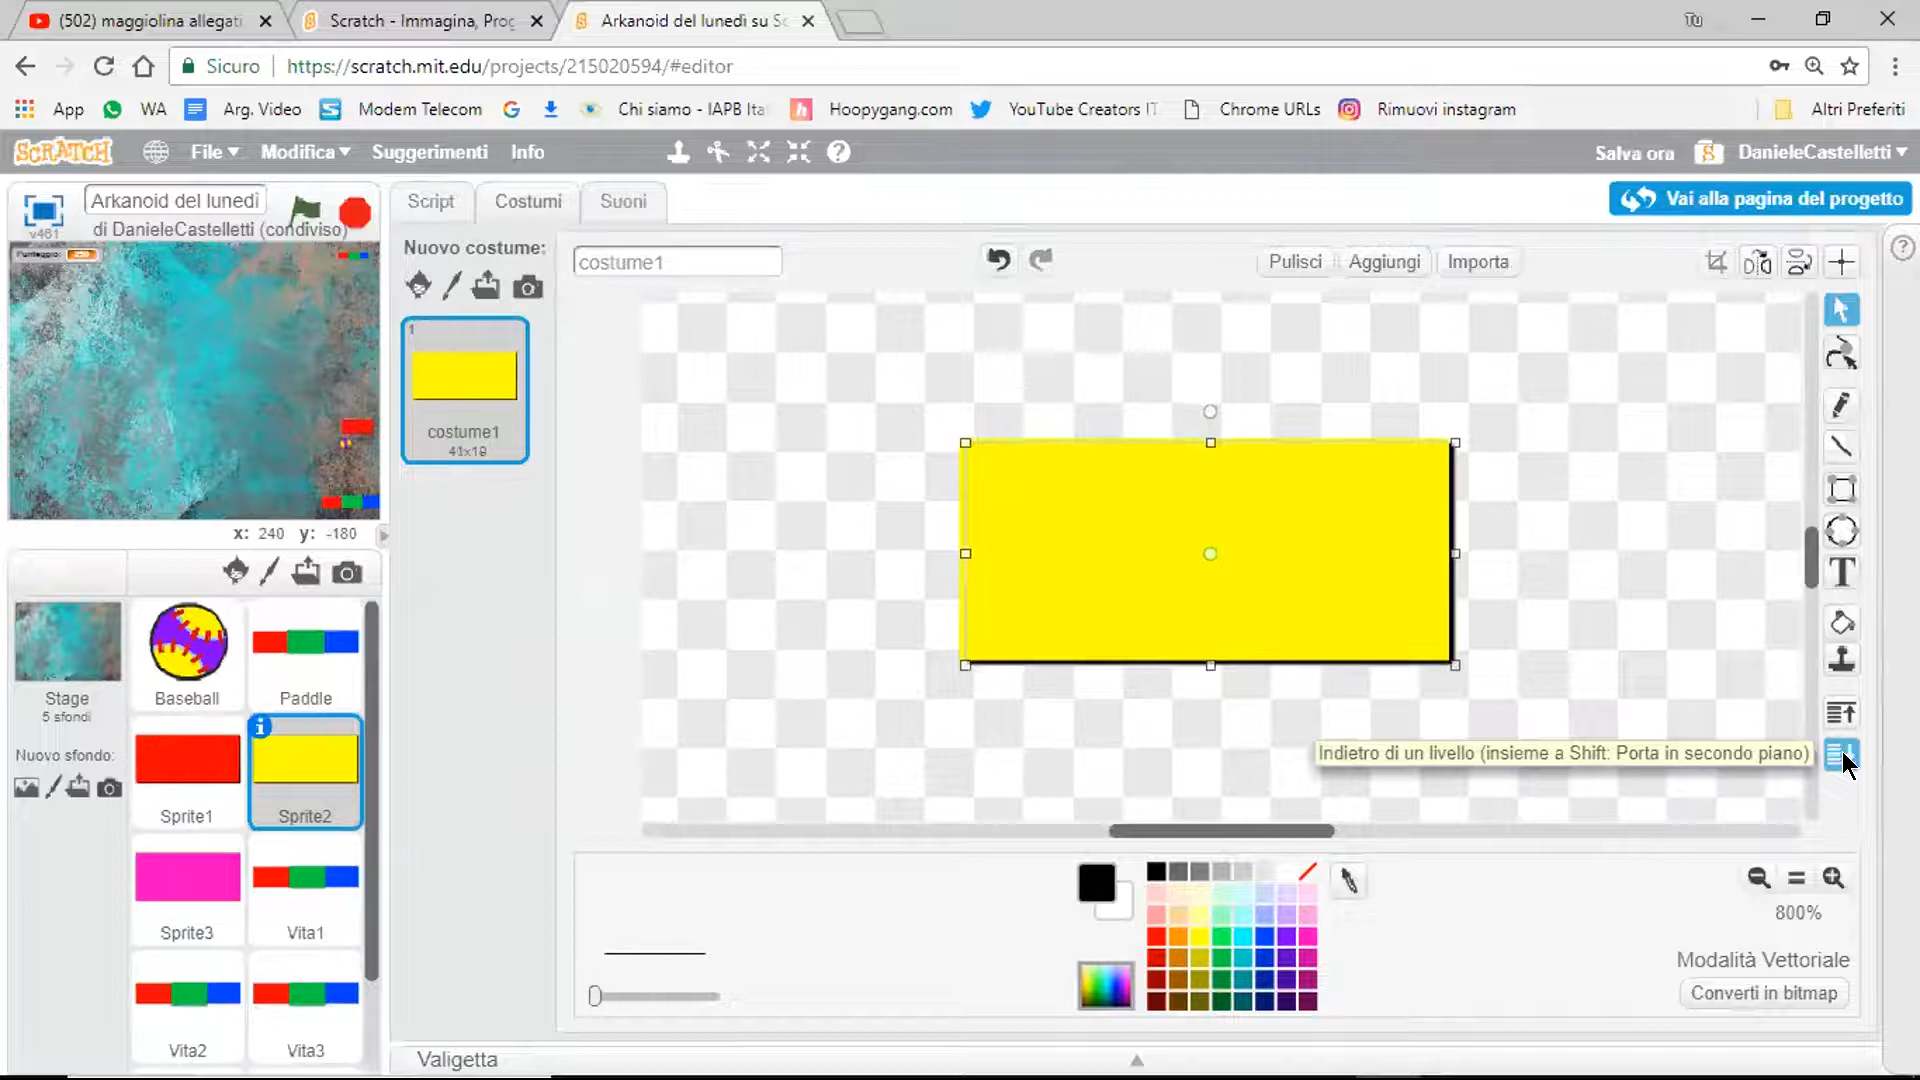 (502) maggiolina allegati
Scratch - Immagina, Prog
Arkanoid del lunedì su Sc
Tu
Sicuro
https://scratch.mit.edu/projects/215020594/#editor
App
WA
Arg. Video
Modem Telecom
Chi siamo - IAPB Ita
Hoopygang.com
YouTube Creators IT
Chrome URLs
Rimuovi instagram
Altri Preferiti
SCRATCH
File
Modifica
Suggerimenti
Info
Salva ora
DanieleCastelletti
v461
Arkanoid del lunedì
di DanieleCastelletti (condiviso)
Script
Costumi
Suoni
Vai alla pagina del progetto
Punteggio:
Nuovo costume:
costume1
Pulisci
Aggiungi
Importa
1
costume1
x: 240 y: -180
Stage
5 sfondi
Nuovo sfondo:
Baseball
Paddle
Sprite1
Sprite2
Sprite3
Vita1
Vita2
Vita3
T
Indietro di un livello (insieme a Shift: Porta in secondo piano)
800%
Modalità Vettoriale
Converti in bitmap
Valigetta